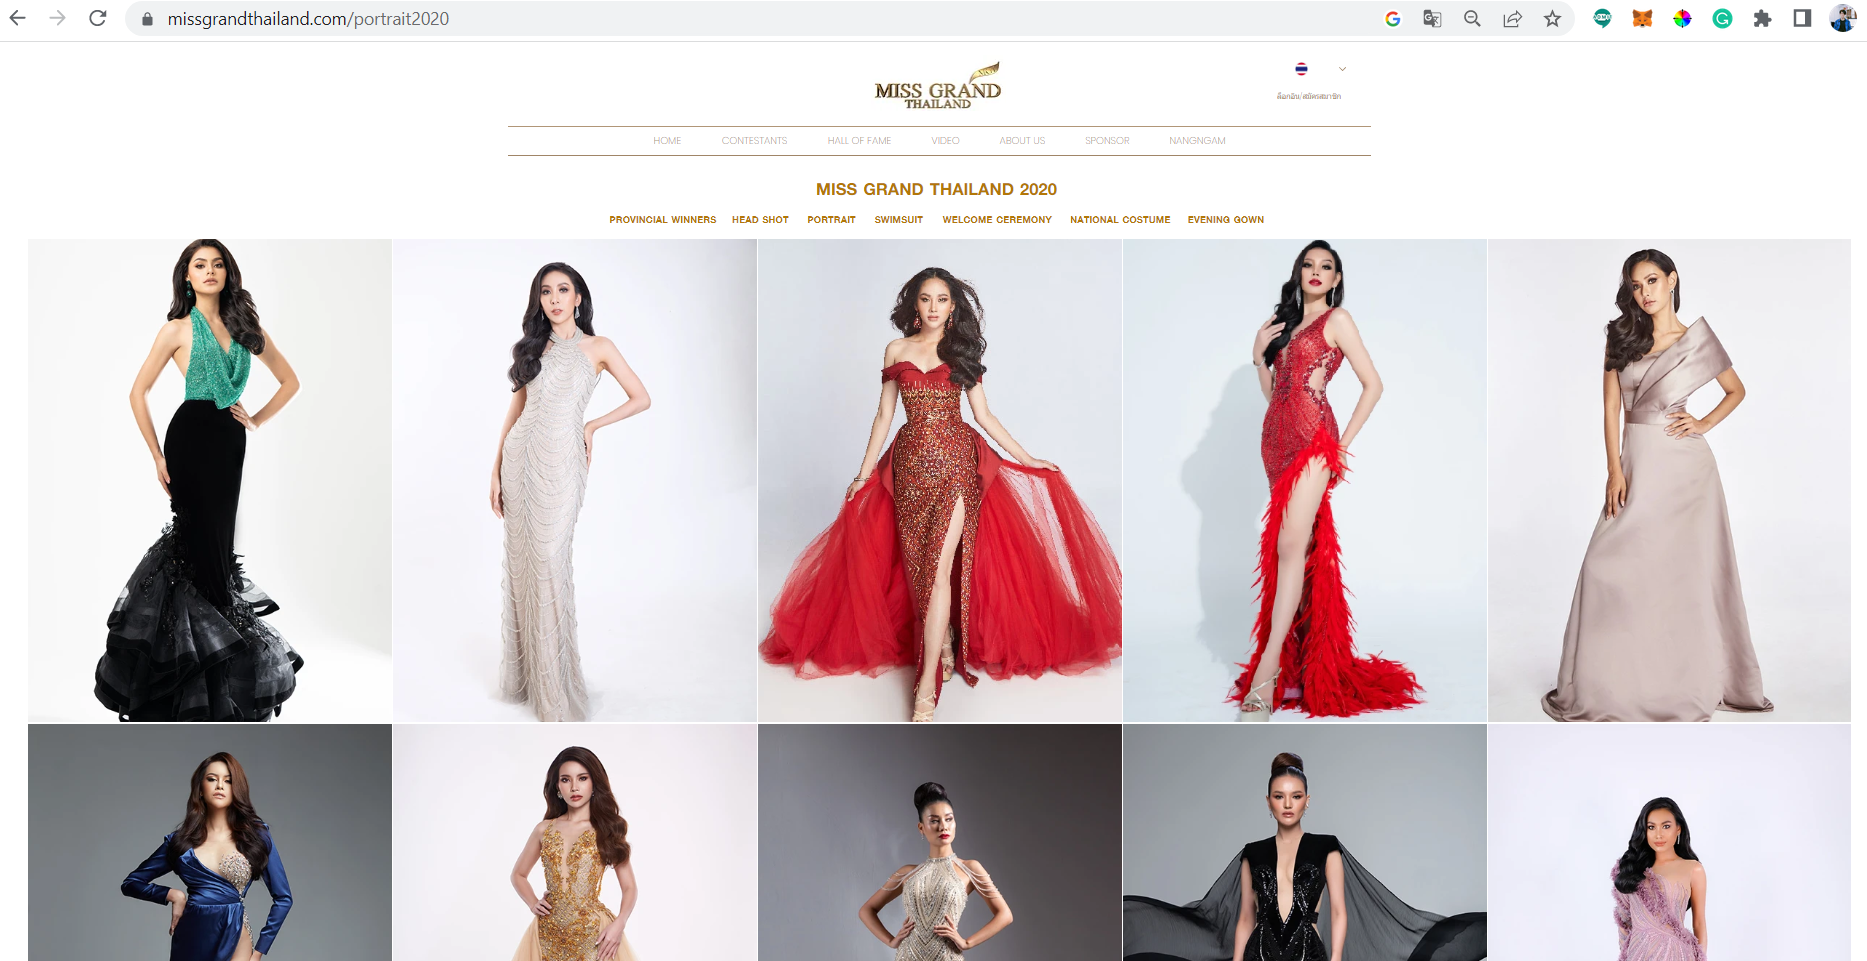 missgrandthailand.com/portrait2020
MISS GRAND
THAILAND
ล็อกอิน/สมัครสมาชิก
HOME CONTESTANTS HALL OF FAME VIDEO ABOUT US SPONSOR NANGNGAM
MISS GRAND THAILAND 2020
PROVINCIAL WINNERS HEAD SHOT PORTRAIT SWIMSUIT WELCOME CEREMONY NATIONAL COSTUME EVENING GOWN